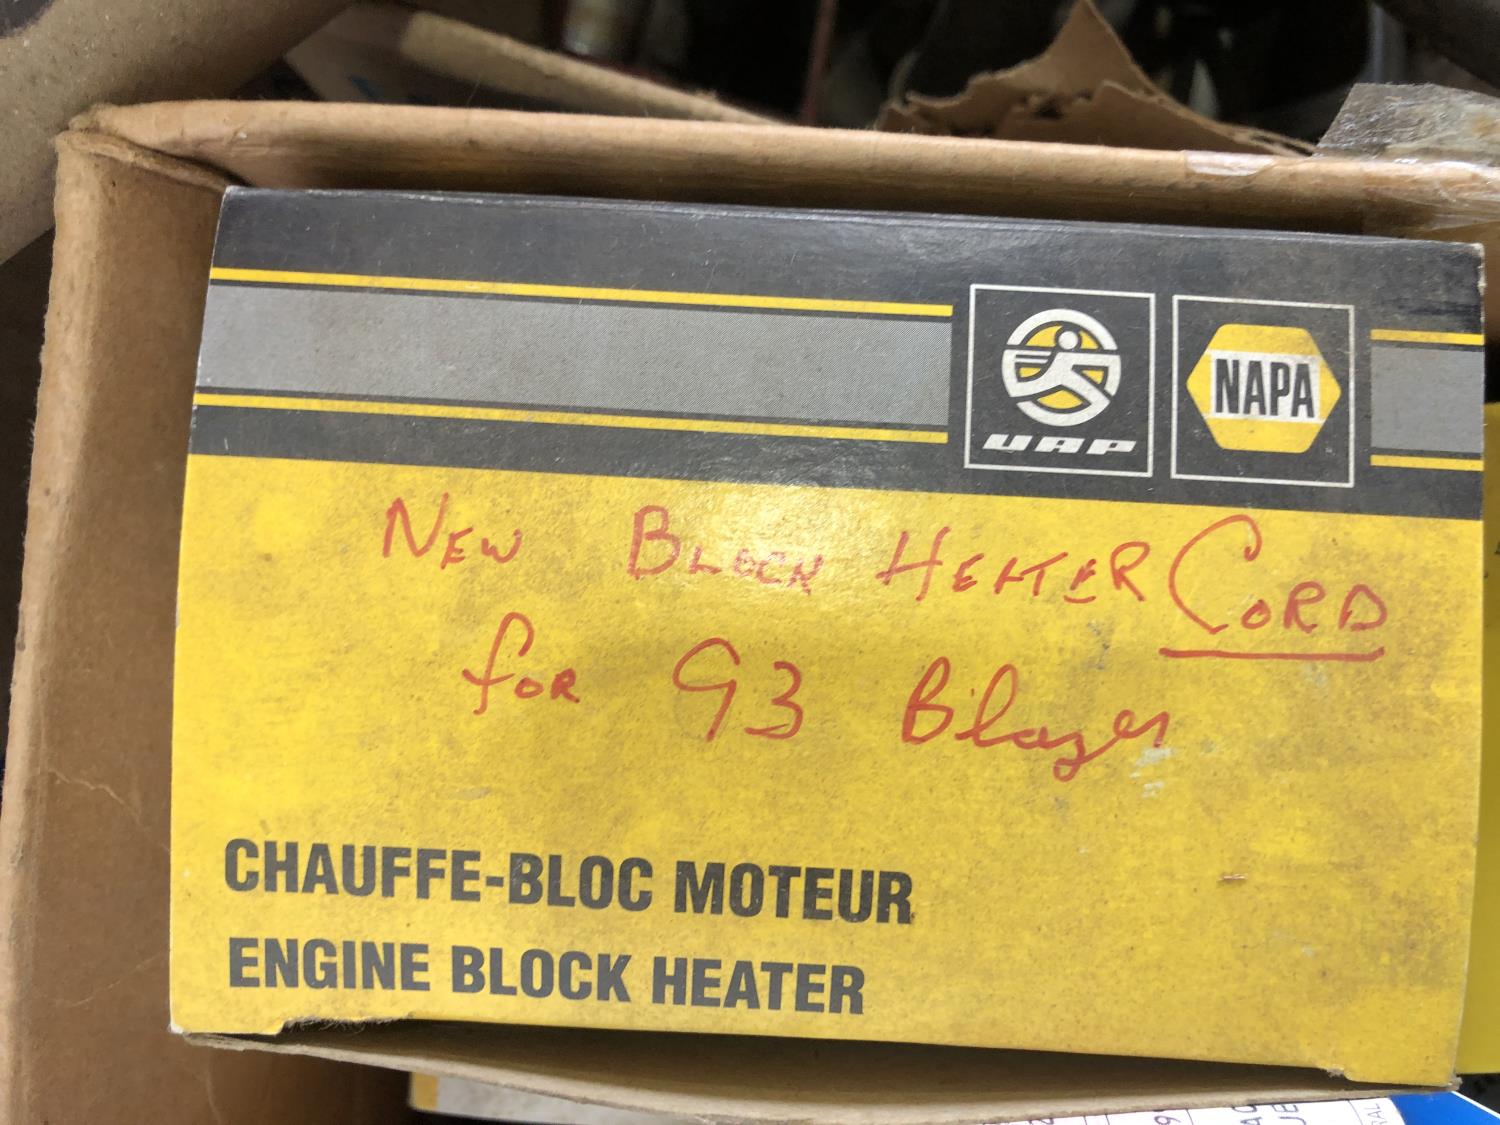 UAP
NAPA
NEW BLOCK HEATER CORD
for 93 Blazer
CHAUFFE-BLOC MOTEUR
ENGINE BLOCK HEATER